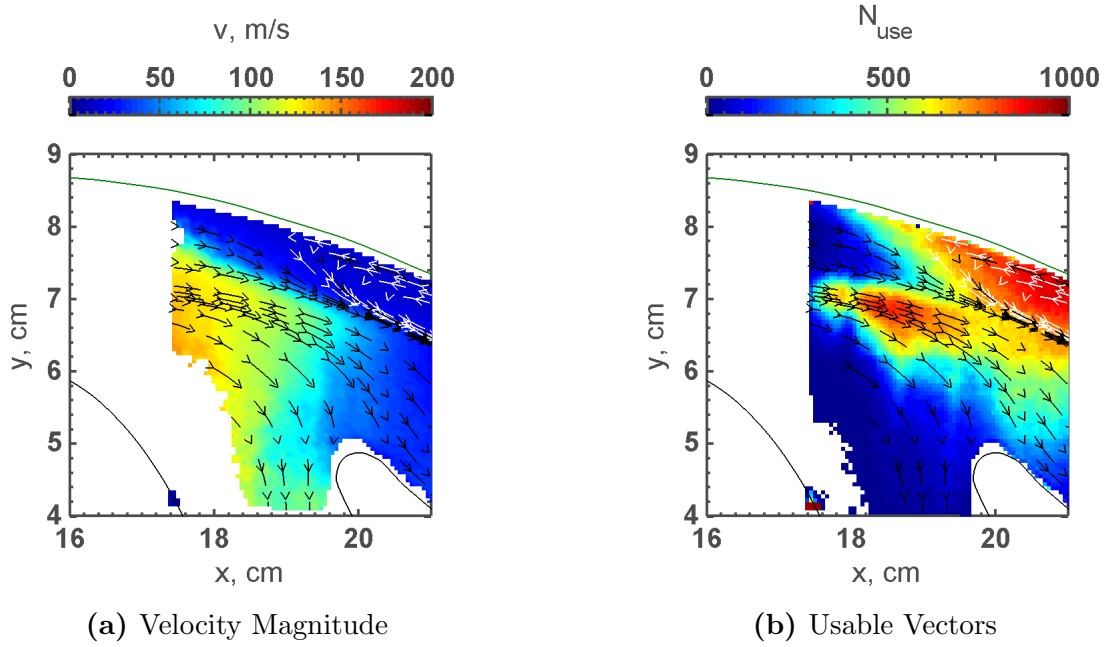 v, m/s
0 50 100 150 200
9
8
7
6
5
4
y, cm
16 18 20
x, cm
(a) Velocity Magnitude
N_use
0 500 1000
9
8
7
6
5
4
y, cm
16 18 20
x, cm
(b) Usable Vectors